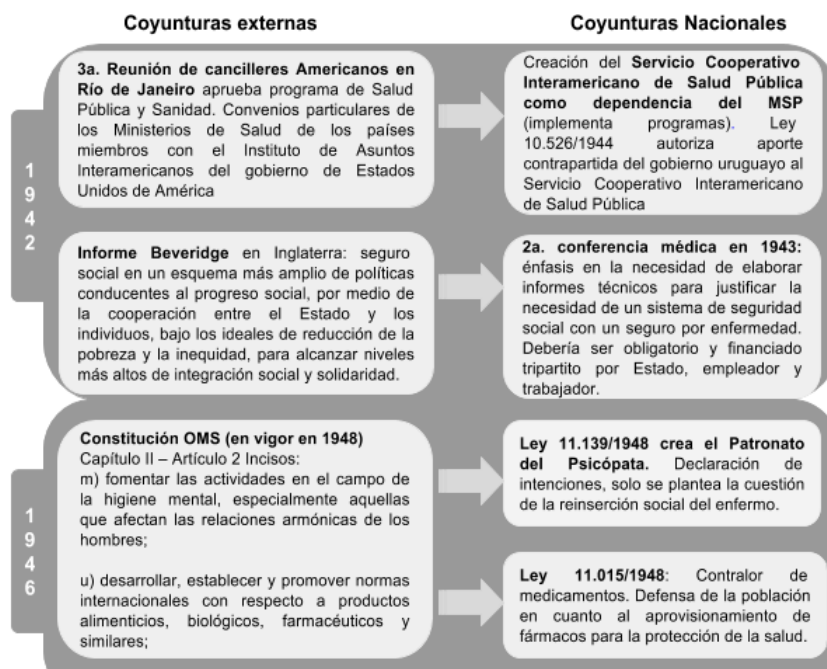 Coyunturas externas
Coyunturas Nacionales
1942
3a. Reunión de cancilleres Americanos en
Río de Janeiro aprueba programa de Salud
Pública y Sanidad. Convenios particulares de
los Ministerios de Salud de los países
miembros con el Instituto de Asuntos
Interamericanos del gobierno de Estados
Unidos de América
Creación del Servicio Cooperativo
Interamericano de Salud Pública
como dependencia del MSP
(implementa programas). Ley
10.526/1944 autoriza aporte
contrapartida del gobierno uruguayo al
Servicio Cooperativo Interamericano
de Salud Pública
Informe Beveridge en Inglaterra: seguro
social en un esquema más amplio de políticas
conducentes al progreso social, por medio de
la cooperación entre el Estado y los
individuos, bajo los ideales de reducción de la
pobreza y la inequidad, para alcanzar niveles
más altos de integración social y solidaridad.
2a. conferencia médica en 1943:
énfasis en la necesidad de elaborar
informes técnicos para justificar la
necesidad de un sistema de seguridad
social con un seguro por enfermedad.
Debería ser obligatorio y financiado
tripartito por Estado, empleador y
trabajador.
1946
Constitución OMS (en vigor en 1948)
Capítulo II – Artículo 2 Incisos:
m) fomentar las actividades en el campo de
la higiene mental, especialmente aquellas
que afectan las relaciones armónicas de los
hombres;
u) desarrollar, establecer y promover normas
internacionales con respecto a productos
alimenticios, biológicos, farmacéuticos y
similares;
Ley 11.139/1948 crea el Patronato
del Psicópata. Declaración de
intenciones, solo se plantea la cuestión
de la reinserción social del enfermo.
Ley 11.015/1948: Contralor de
medicamentos. Defensa de la población
en cuanto al aprovisionamiento de
fármacos para la protección de la salud.